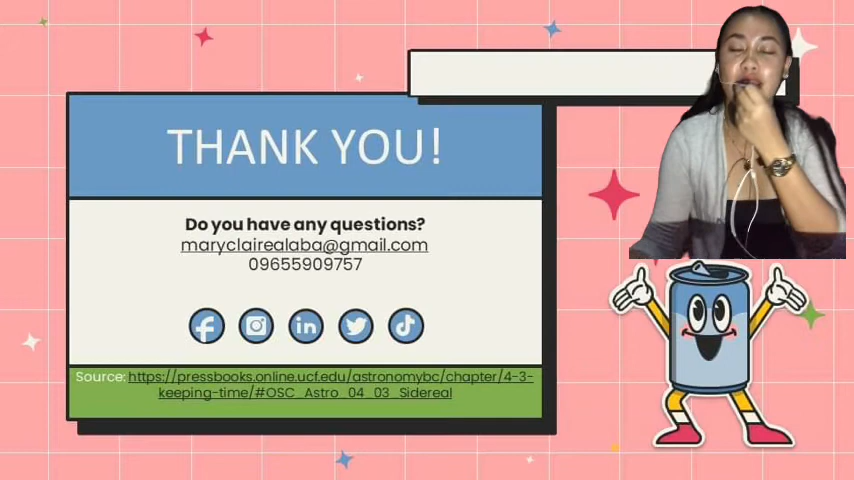 THANK YOU!
Do you have any questions?
maryclairealaba@gmail.com
09655909757
Source: https://pressbooks.online.ucf.edu/astronomybc/chapter/4-3-
keeping-time/#OSC_Astro_04_03_Sidereal